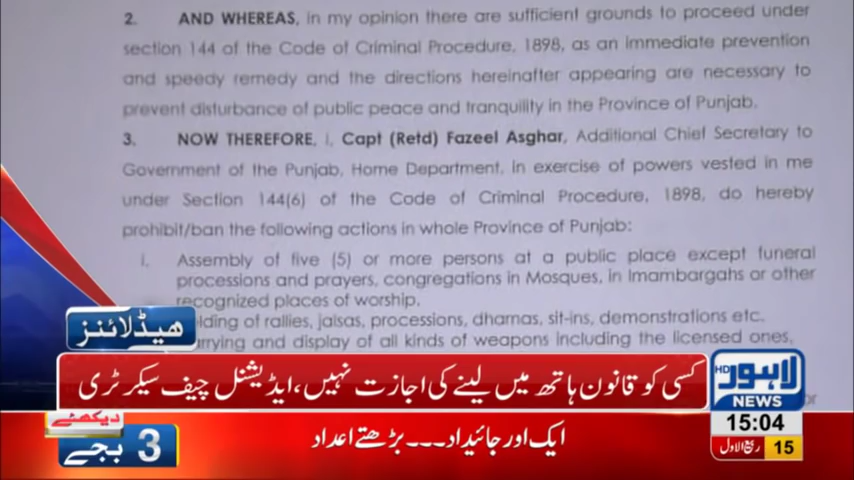 2. AND WHEREAS, in my opinion there are sufficient grounds to proceed under
section 144 of the Code of Criminal Procedure, 1898, as an immediate prevention
and speedy remedy and the directions hereinafter appearing are necessary to
prevent disturbance of public peace and tranquility in the Province of Punjab.
3. NOW THEREFORE, I, Capt (Retd) Fazeel Asghar, Additional Chief Secretary to
Government of the Punjab, Home Department, in exercise of powers vested in me
under Section 144(6) of the Code of Criminal Procedure, 1898, do hereby
prohibit/ban the following actions in whole Province of Punjab:
i. Assembly of five (5) or more persons at a public place except funeral
processions and prayers, congregations in Mosques, in Imambargahs or other
recognized places of worship.
lding of rallies, jalsas, processions, dharnas, sit-ins, demonstrations etc.
rrying and display of all kinds of weapons including the licensed ones,
ہیڈلائنز
کسی کو قانون ہاتھ میں لینے کی اجازت نہیں، ایڈیشنل چیف سیکرٹری
لاہور HD
NEWS
دیکھئے
3 بجے
ایک اور جائیداد۔۔۔ بڑھتے اعداد
15:04
15 ربیع الاول